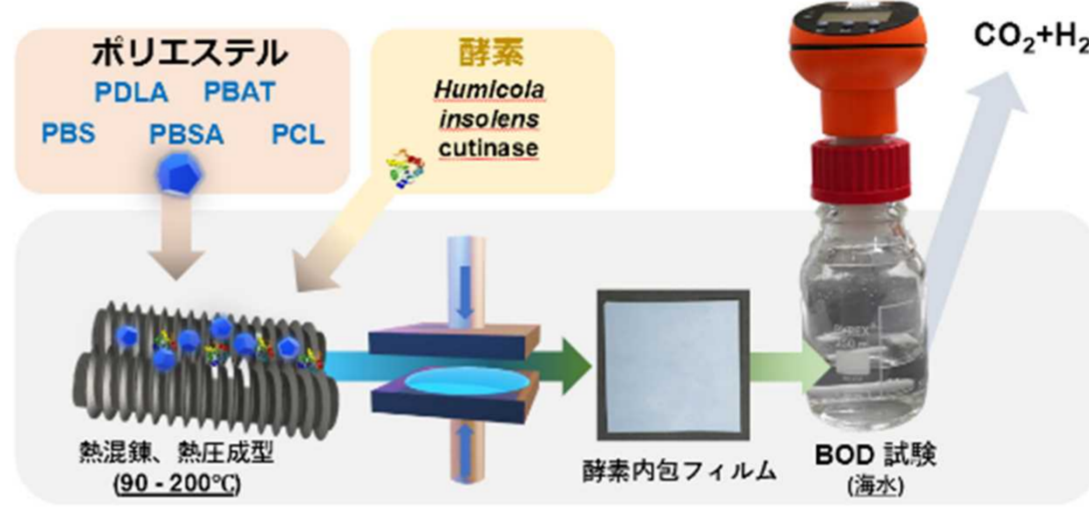 ポリエステル
PDLA PBAT
PBS PBSA PCL
酵素
Humicola
insolens
cutinase
CO₂+H₂
熱混錬、熱圧成型
(90 - 200℃)
酵素内包フィルム
PYREX
BOD 試験
(海水)